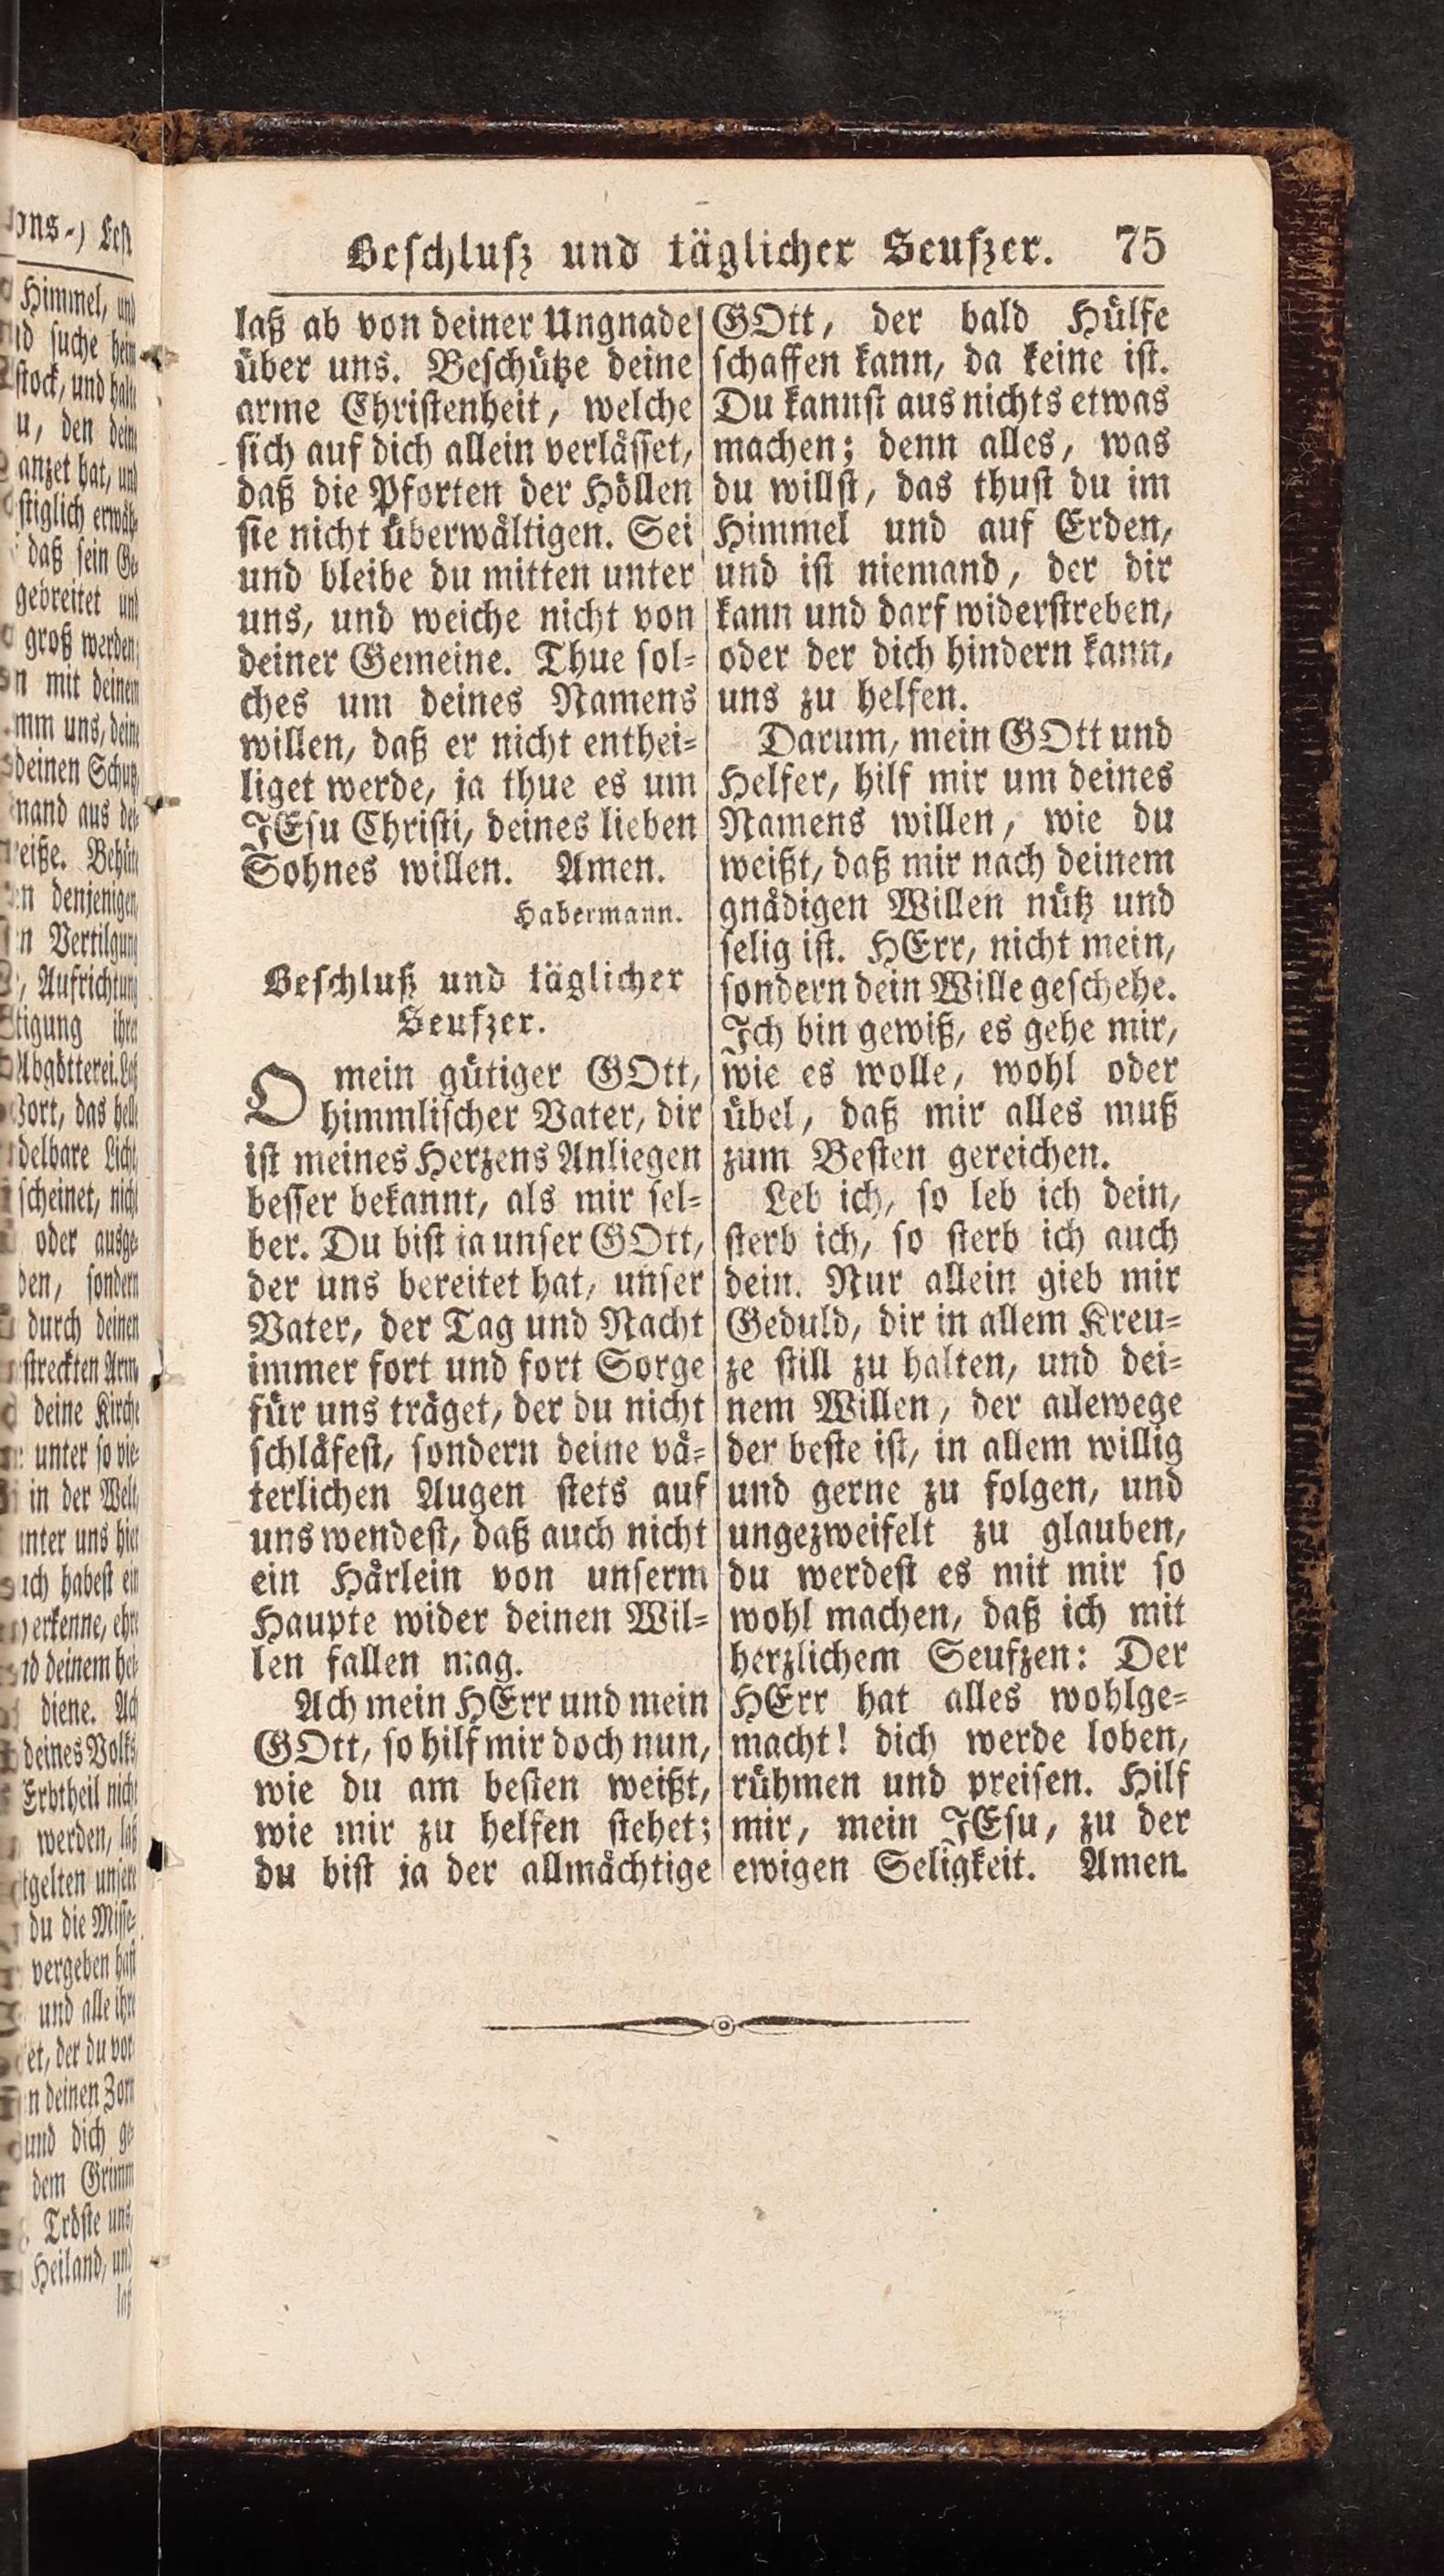 Beschlusz und täglicher Seufzer. 75
laß ab von deiner Ungnade
über uns. Beschütze deine
arme Christenheit, welche
sich auf dich allein verlässet,
daß die Pforten der Höllen
sie nicht überwältigen. Sei
und bleibe du mitten unter
uns, und weiche nicht von
deiner Gemeine. Thue sol-
ches um deines Namens
willen, daß er nicht enthei-
liget werde, ja thue es um
JEsu Christi, deines lieben
Sohnes willen. Amen.
Habermann.
Beschluß und täglicher
Seufzer.
O mein gütiger GOtt,
himmlischer Vater, dir
ist meines Herzens Anliegen
besser bekannt, als mir sel-
ber. Du bist ja unser GOtt,
der uns bereitet hat, unser
Vater, der Tag und Nacht
immer fort und fort Sorge
für uns träget, der du nicht
schläfest, sondern deine vä-
terlichen Augen stets auf
uns wendest, daß auch nicht
ein Härlein von unserm
Haupte wider deinen Wil-
len fallen mag.
Ach mein HErr und mein
GOtt, so hilf mir doch nun,
wie du am besten weißt,
wie mir zu helfen stehet;
du bist ja der allmächtige
GOtt, der bald Hülfe
schaffen kann, da keine ist.
Du kannst aus nichts etwas
machen; denn alles, was
du willst, das thust du im
Himmel und auf Erden,
und ist niemand, der dir
kann und darf widerstreben,
oder der dich hindern kann,
uns zu helfen.
Darum, mein GOtt und
Helfer, hilf mir um deines
Namens willen, wie du
weißt, daß mir nach deinem
gnädigen Willen nütz und
selig ist. HErr, nicht mein,
sondern dein Wille geschehe.
Ich bin gewiß, es gehe mir,
wie es wolle, wohl oder
übel, daß mir alles muß
zum Besten gereichen.
Leb ich, so leb ich dein,
sterb ich, so sterb ich auch
dein. Nur allein gieb mir
Geduld, dir in allem Kreu-
ze still zu halten, und dei-
nem Willen, der allewege
der beste ist, in allem willig
und gerne zu folgen, und
ungezweifelt zu glauben,
du werdest es mit mir so
wohl machen, daß ich mit
herzlichem Seufzen: Der
HErr hat alles wohlge-
macht! dich werde loben,
rühmen und preisen. Hilf
mir, mein JEsu, zu der
ewigen Seligkeit. Amen.